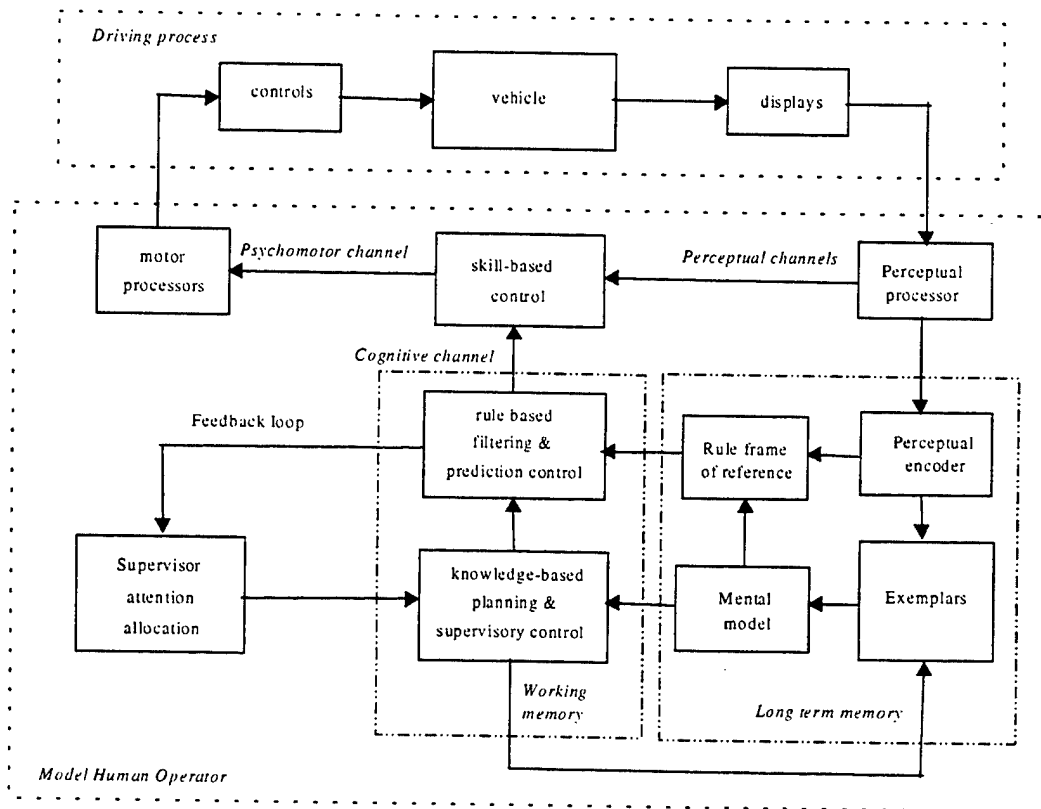 Driving process
controls
vehicle
displays
motor
processors
Psychomotor channel
skill-based
control
Perceptual channels
Perceptual
processor
Cognitive channel
Feedback loop
rule based
filtering &
prediction control
Rule frame
of reference
Perceptual
encoder
Supervisor
attention
allocation
knowledge-based
planning &
supervisory control
Mental
model
Exemplars
Working
memory
Long term memory
Model Human Operator